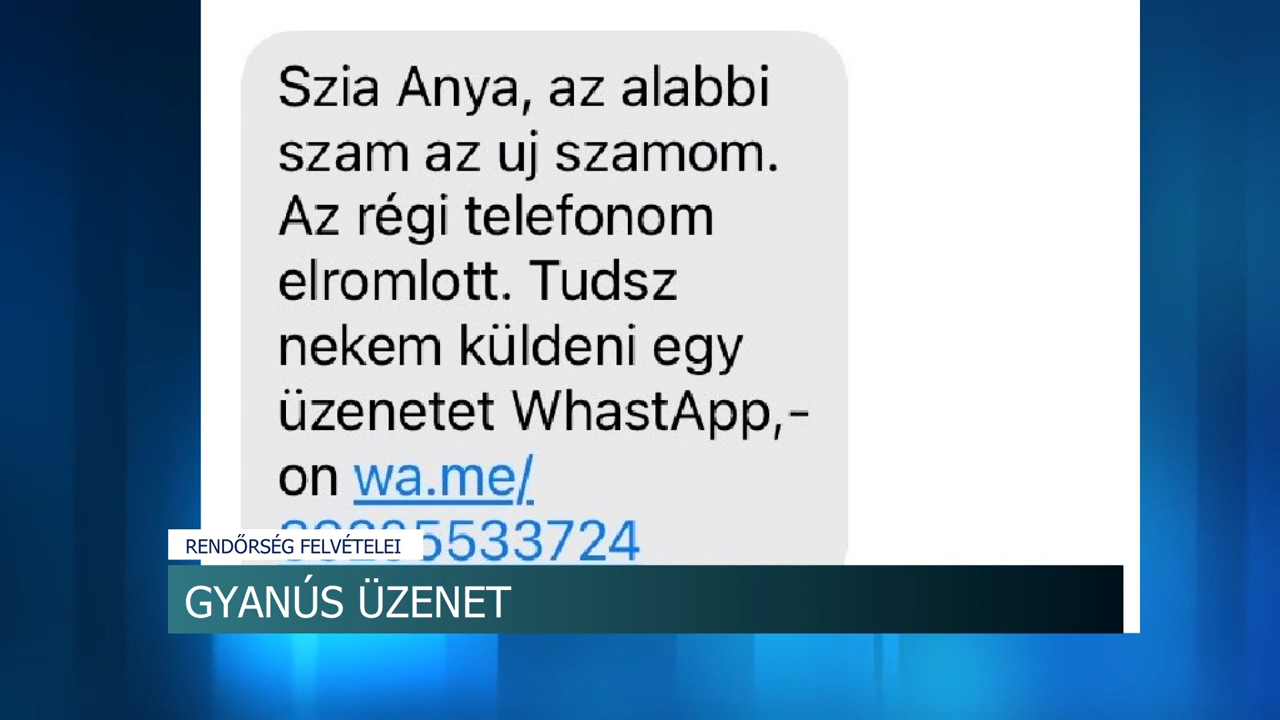 Szia Anya, az alabbi
szam az uj szamom.
Az régi telefonom
elromlott. Tudsz
nekem küldeni egy
üzenetet WhastApp,-
on wa.me/
5533724
RENDŐRSÉG FELVÉTELEI
GYANÚS ÜZENET